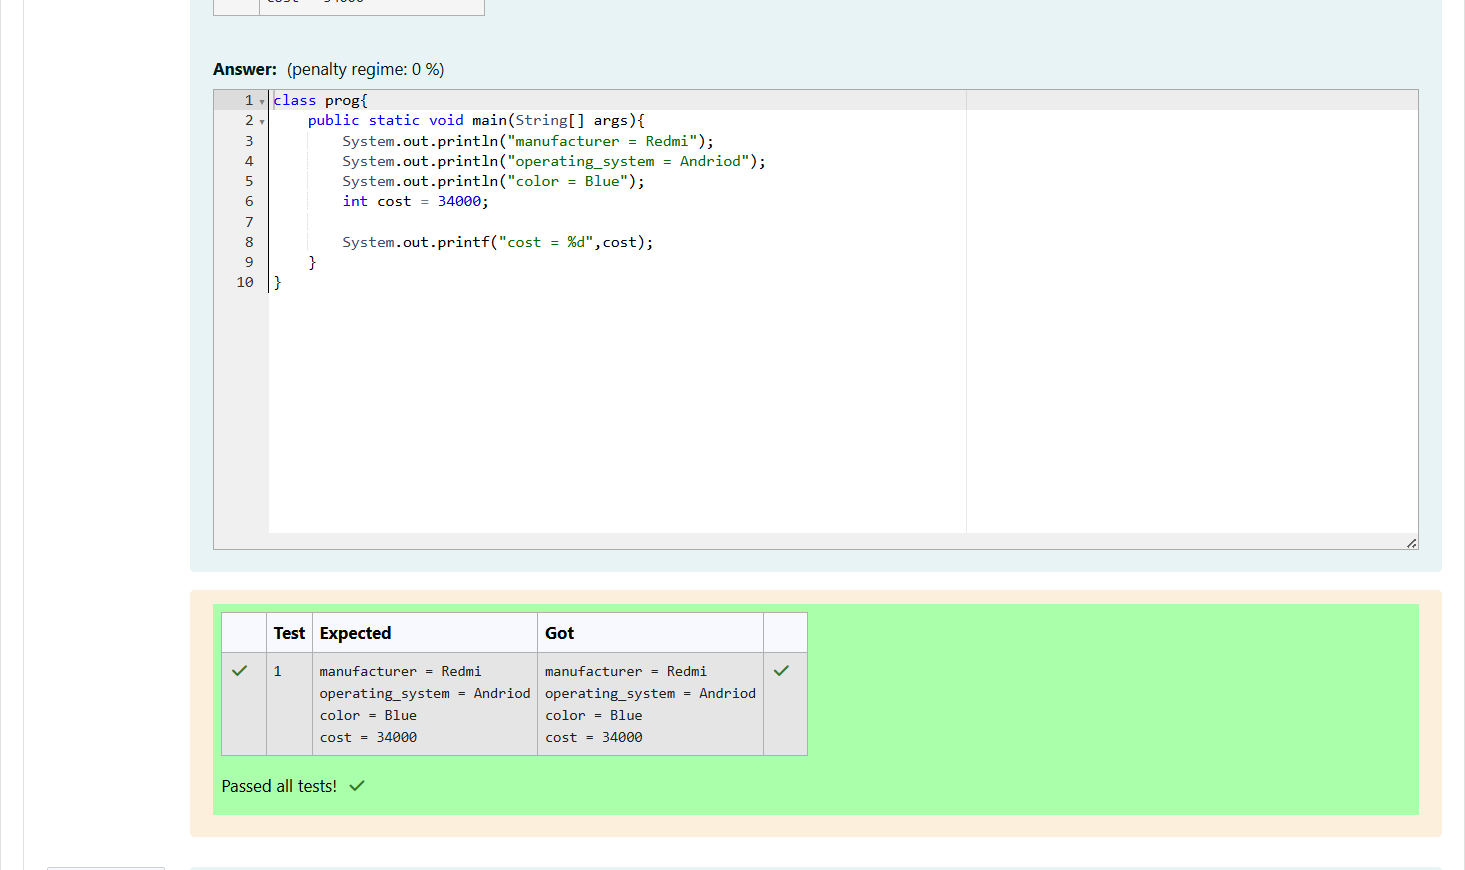 Answer: (penalty regime: 0 %)
1 class prog{
2     public static void main(String[] args){
3         System.out.println("manufacturer = Redmi");
4         System.out.println("operating_system = Andriod");
5         System.out.println("color = Blue");
6         int cost = 34000;
7
8         System.out.printf("cost = %d",cost);
9     }
10 }
Test Expected Got
1 manufacturer = Redmi manufacturer = Redmi
operating_system = Andriod operating_system = Andriod
color = Blue color = Blue
cost = 34000 cost = 34000
Passed all tests!